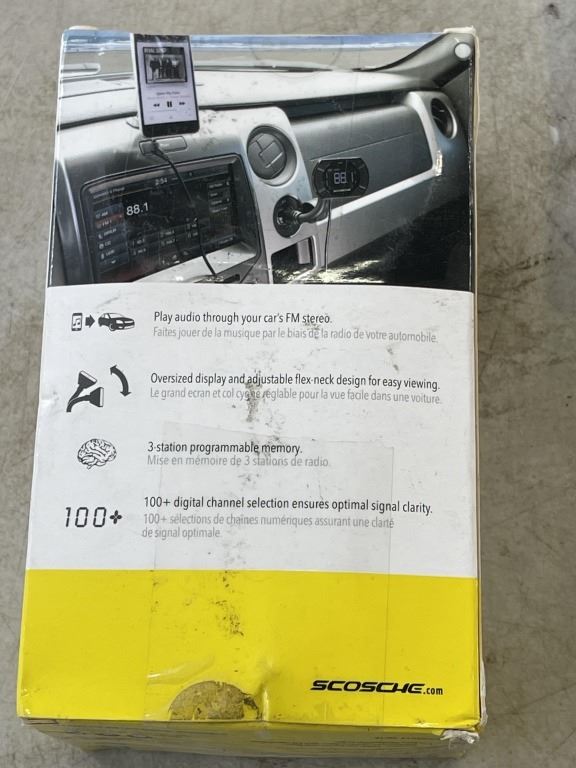 2:54
88.1
88.1
Play audio through your car's FM stereo.
Faites jouer de la musique par le biais de la radio de votre automobile.
Oversized display and adjustable flex-neck design for easy viewing.
Le grand ecran et col réglable pour la vue facile dans une voiture.
3-station programmable memory.
Mise en mémoire de 3 stations de radio.
100+
100+ digital channel selection ensures optimal signal clarity.
100+ sélections de chaînes numériques assurant une clarté
de signal optimale.
SCOSCHE.com